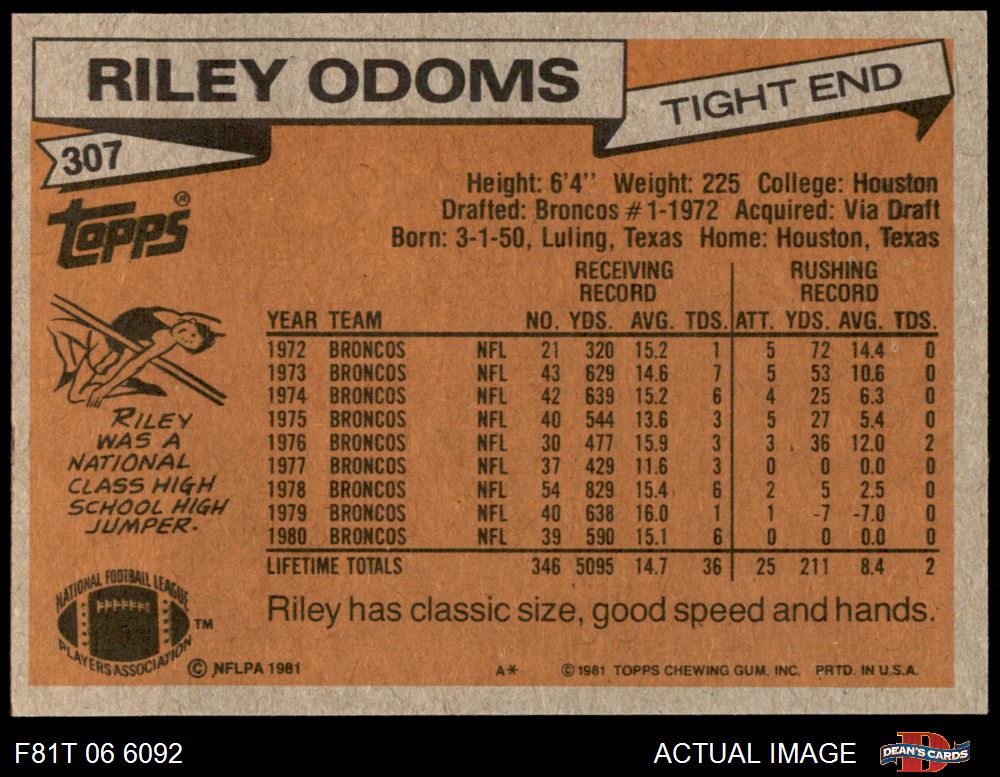 RILEY ODOMS
TIGHT END
307
Topps®
Height: 6'4'' Weight: 225 College: Houston
Drafted: Broncos #1-1972 Acquired: Via Draft
Born: 3-1-50, Luling, Texas Home: Houston, Texas
RECEIVING RECORD RUSHING RECORD
YEAR TEAM NO. YDS. AVG. TDS. ATT. YDS. AVG. TDS.
1972 BRONCOS NFL 21 320 15.2 1 5 72 14.4 0
1973 BRONCOS NFL 43 629 14.6 7 5 53 10.6 0
1974 BRONCOS NFL 42 639 15.2 6 4 25 6.3 0
1975 BRONCOS NFL 40 544 13.6 3 5 27 5.4 0
1976 BRONCOS NFL 30 477 15.9 3 3 36 12.0 2
1977 BRONCOS NFL 37 429 11.6 3 0 0 0.0 0
1978 BRONCOS NFL 54 829 15.4 6 2 5 2.5 0
1979 BRONCOS NFL 40 638 16.0 1 1 -7 -7.0 0
1980 BRONCOS NFL 39 590 15.1 6 0 0 0.0 0
LIFETIME TOTALS 346 5095 14.7 36 25 211 8.4 2
RILEY
WAS A
NATIONAL
CLASS HIGH
SCHOOL HIGH
JUMPER.
Riley has classic size, good speed and hands.
NATIONAL FOOTBALL LEAGUE
PLAYERS ASSOCIATION
TM
© NFLPA 1981 A* © 1981 TOPPS CHEWING GUM, INC. PRTD. IN U.S.A.
F81T 06 6092 ACTUAL IMAGE DEAN'S CARDS